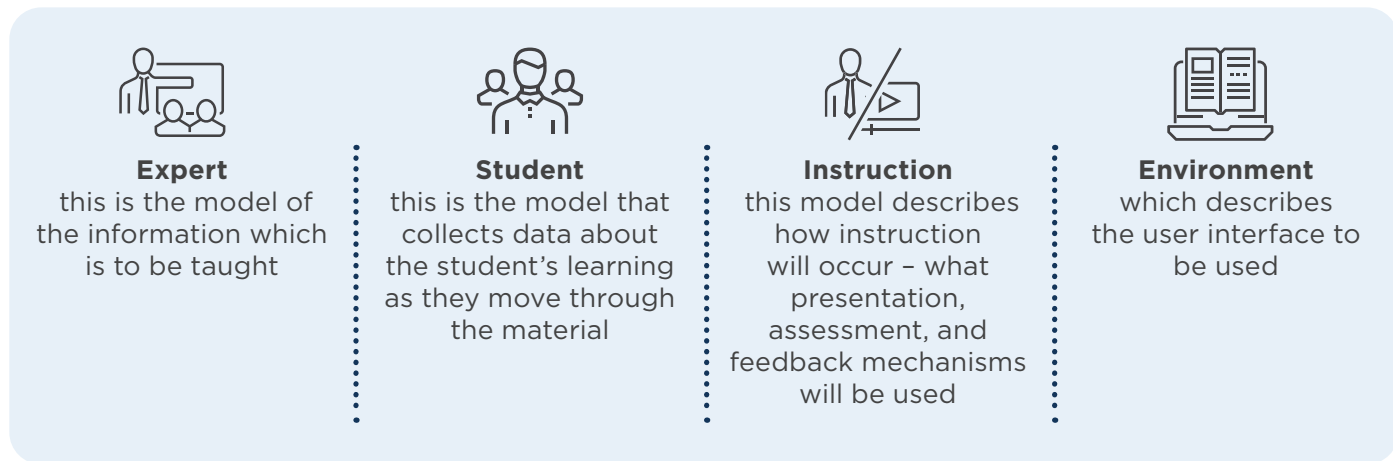 Expert
this is the model of
the information which
is to be taught
Student
this is the model that
collects data about
the student's learning
as they move through
the material
Instruction
this model describes
how instruction
will occur – what
presentation,
assessment, and
feedback mechanisms
will be used
Environment
which describes
the user interface to
be used